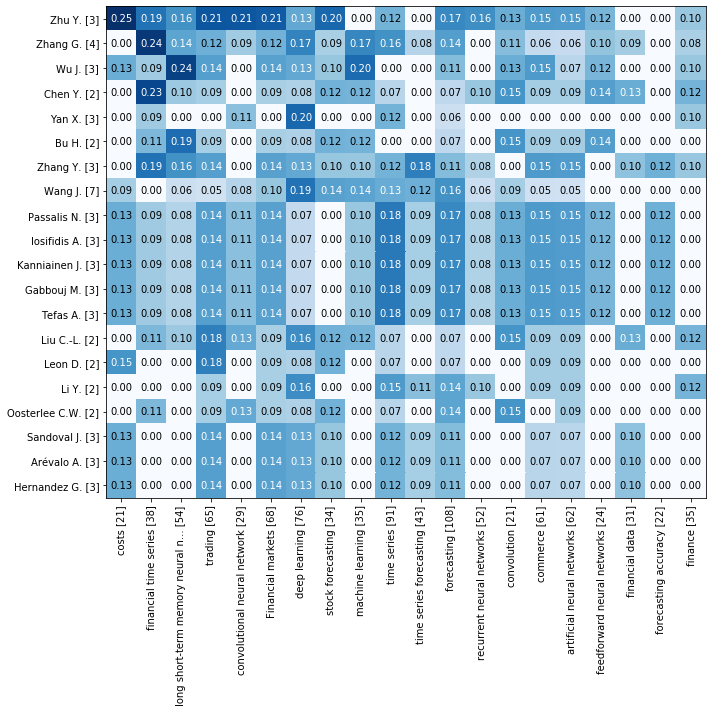 Zhu Y. [3] 0.25 0.19 0.16 0.21 0.21 0.21 0.13 0.20 0.00 0.12 0.00 0.17 0.16 0.13 0.15 0.15 0.12 0.00 0.00 0.10
Zhang G. [4] 0.00 0.24 0.14 0.12 0.09 0.12 0.17 0.09 0.17 0.16 0.08 0.14 0.00 0.11 0.06 0.06 0.10 0.09 0.00 0.08
Wu J. [3] 0.13 0.09 0.24 0.14 0.00 0.14 0.13 0.10 0.20 0.00 0.00 0.11 0.00 0.13 0.15 0.07 0.12 0.00 0.00 0.10
Chen Y. [2] 0.00 0.23 0.10 0.09 0.00 0.09 0.08 0.12 0.12 0.07 0.00 0.07 0.10 0.15 0.09 0.09 0.14 0.13 0.00 0.12
Yan X. [3] 0.00 0.09 0.00 0.00 0.11 0.00 0.20 0.00 0.00 0.12 0.00 0.06 0.00 0.00 0.00 0.00 0.00 0.00 0.00 0.10
Bu H. [2] 0.00 0.11 0.19 0.09 0.00 0.09 0.08 0.12 0.12 0.00 0.00 0.07 0.00 0.15 0.09 0.09 0.14 0.00 0.00 0.00
Zhang Y. [3] 0.00 0.19 0.16 0.14 0.00 0.14 0.13 0.10 0.10 0.12 0.18 0.11 0.08 0.00 0.15 0.15 0.00 0.10 0.12 0.10
Wang J. [7] 0.09 0.00 0.06 0.05 0.08 0.10 0.19 0.14 0.14 0.13 0.12 0.16 0.06 0.09 0.05 0.05 0.00 0.00 0.00 0.00
Passalis N. [3] 0.13 0.09 0.08 0.14 0.11 0.14 0.07 0.00 0.10 0.18 0.09 0.17 0.08 0.13 0.15 0.15 0.12 0.00 0.12 0.00
Iosifidis A. [3] 0.13 0.09 0.08 0.14 0.11 0.14 0.07 0.00 0.10 0.18 0.09 0.17 0.08 0.13 0.15 0.15 0.12 0.00 0.12 0.00
Kanniainen J. [3] 0.13 0.09 0.08 0.14 0.11 0.14 0.07 0.00 0.10 0.18 0.09 0.17 0.08 0.13 0.15 0.15 0.12 0.00 0.12 0.00
Gabbouj M. [3] 0.13 0.09 0.08 0.14 0.11 0.14 0.07 0.00 0.10 0.18 0.09 0.17 0.08 0.13 0.15 0.15 0.12 0.00 0.12 0.00
Tefas A. [3] 0.13 0.09 0.08 0.14 0.11 0.14 0.07 0.00 0.10 0.18 0.09 0.17 0.08 0.13 0.15 0.15 0.12 0.00 0.12 0.00
Liu C.-L. [2] 0.00 0.11 0.10 0.18 0.13 0.09 0.16 0.12 0.12 0.00 0.00 0.07 0.00 0.15 0.09 0.09 0.00 0.13 0.00 0.12
Leon D. [2] 0.15 0.00 0.00 0.18 0.00 0.09 0.08 0.12 0.00 0.07 0.00 0.07 0.00 0.00 0.09 0.09 0.00 0.00 0.00 0.00
Li Y. [2] 0.00 0.00 0.00 0.09 0.00 0.09 0.16 0.00 0.00 0.15 0.11 0.14 0.10 0.00 0.09 0.09 0.00 0.00 0.00 0.12
Oosterlee C.W. [2] 0.00 0.11 0.00 0.09 0.13 0.09 0.08 0.12 0.00 0.07 0.00 0.14 0.00 0.15 0.00 0.09 0.00 0.00 0.00 0.00
Sandoval J. [3] 0.13 0.00 0.00 0.14 0.00 0.14 0.13 0.10 0.00 0.12 0.09 0.11 0.00 0.00 0.07 0.07 0.00 0.10 0.00 0.00
Arévalo A. [3] 0.13 0.00 0.00 0.14 0.00 0.14 0.13 0.10 0.00 0.12 0.09 0.11 0.00 0.00 0.07 0.07 0.00 0.10 0.00 0.00
Hernandez G. [3] 0.13 0.00 0.00 0.14 0.00 0.14 0.13 0.10 0.00 0.12 0.09 0.11 0.00 0.00 0.07 0.07 0.00 0.10 0.00 0.00
costs [21]
financial time series [38]
long short-term memory neural n... [54]
trading [65]
convolutional neural network [29]
Financial markets [68]
deep learning [76]
stock forecasting [34]
machine learning [35]
time series [91]
time series forecasting [43]
forecasting [108]
recurrent neural networks [52]
convolution [21]
commerce [61]
artificial neural networks [62]
feedforward neural networks [24]
financial data [31]
forecasting accuracy [22]
finance [35]